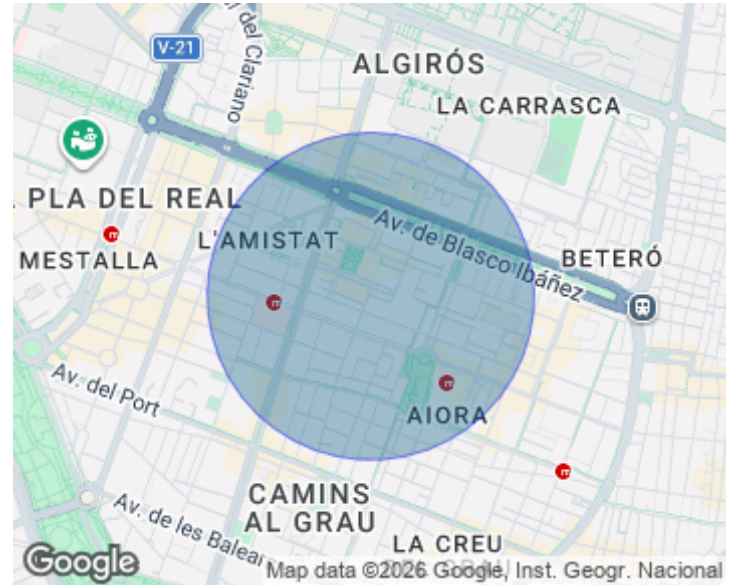 V-21
el Clariano
ALGIRÓS
LA CARRASCA
PLA DEL REAL
L'AMISTAT
MESTALLA
Av. de Blasco Ibáñez
BETERÓ
Av. del Port
AIORA
CAMINS
AL GRAU
Av. de les Balear
LA CREU
Google
Map data ©2026 Google, Inst. Geogr. Nacional